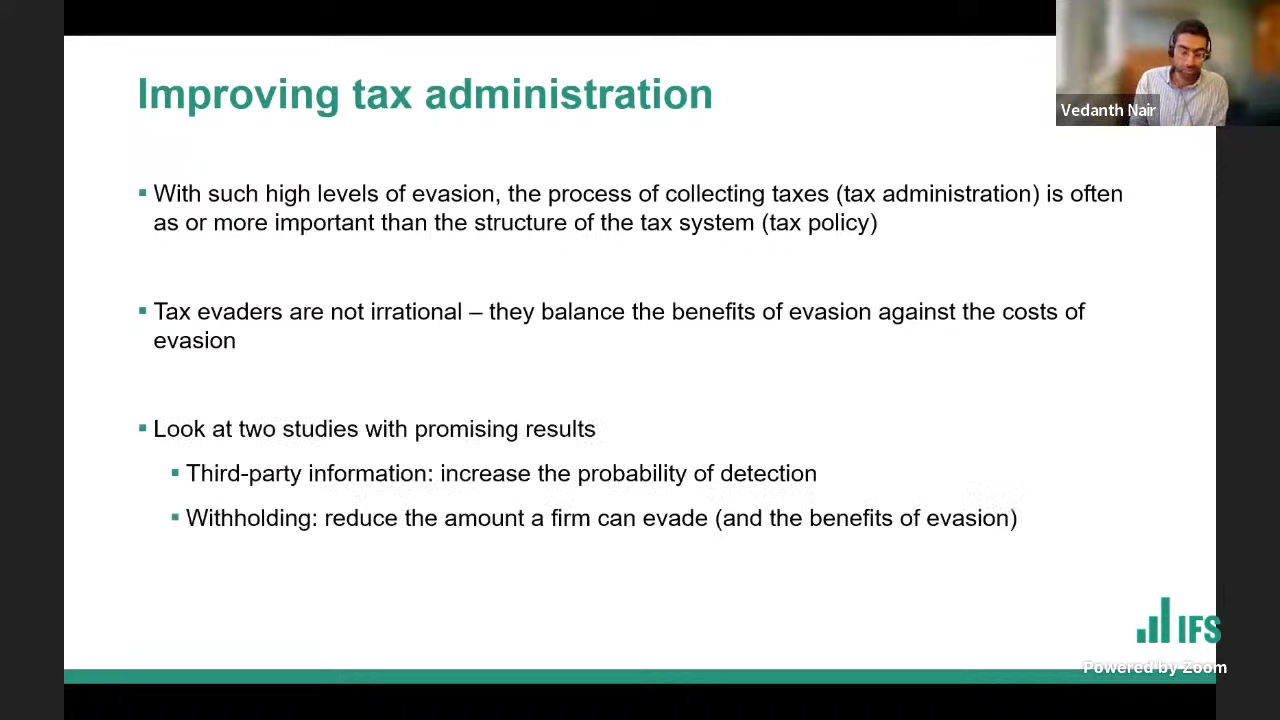 Improving tax administration
Vedanth Nair
▪ With such high levels of evasion, the process of collecting taxes (tax administration) is often
as or more important than the structure of the tax system (tax policy)
▪ Tax evaders are not irrational – they balance the benefits of evasion against the costs of
evasion
▪ Look at two studies with promising results
▪ Third-party information: increase the probability of detection
▪ Withholding: reduce the amount a firm can evade (and the benefits of evasion)
IFS
Powered by Zoom